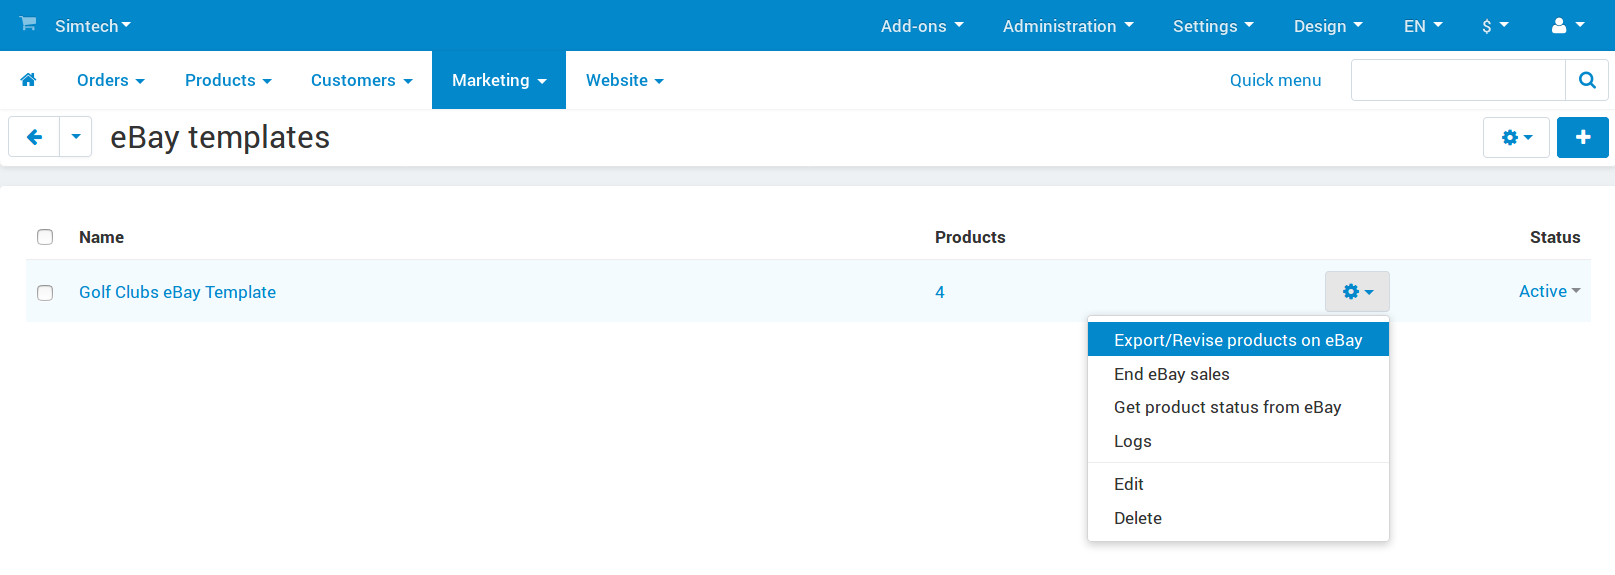 Simtech Add-ons Administration Settings Design EN $
Orders Products Customers Marketing Website Quick menu
eBay templates
Name Products Status
Golf Clubs eBay Template 4 Active
Export/Revise products on eBay
End eBay sales
Get product status from eBay
Logs
Edit
Delete